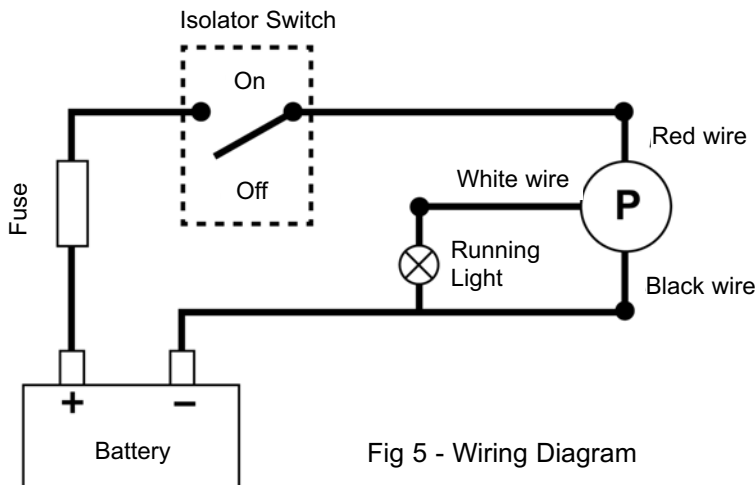 Isolator Switch
On
Off
Fuse
Red wire
White wire
P
Running
Light
Black wire
+
−
Battery
Fig 5 - Wiring Diagram